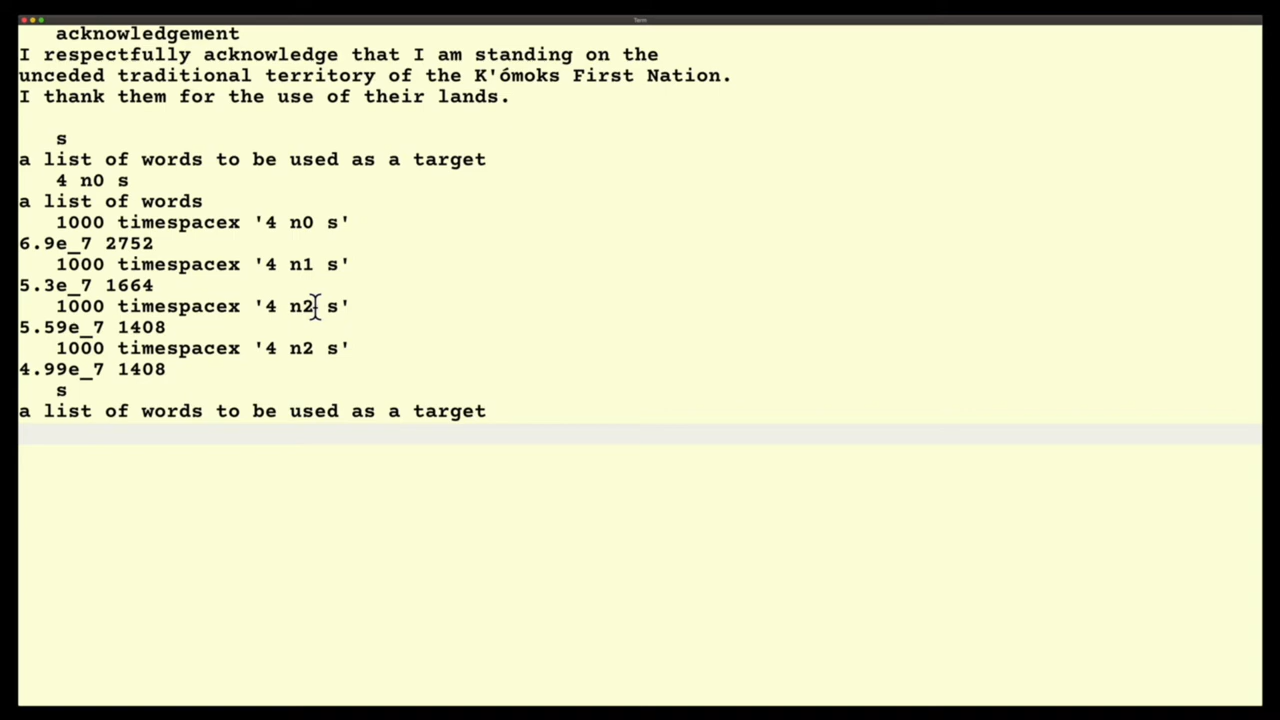 Term
acknowledgement
I respectfully acknowledge that I am standing on the
unceded traditional territory of the K'ómoks First Nation.
I thank them for the use of their lands.
s
a list of words to be used as a target
4 n0 s
a list of words
1000 timespacex '4 n0 s'
6.9e_7 2752
1000 timespacex '4 n1 s'
5.3e_7 1664
1000 timespacex '4 n2 s'
5.59e_7 1408
1000 timespacex '4 n2 s'
4.99e_7 1408
s
a list of words to be used as a target